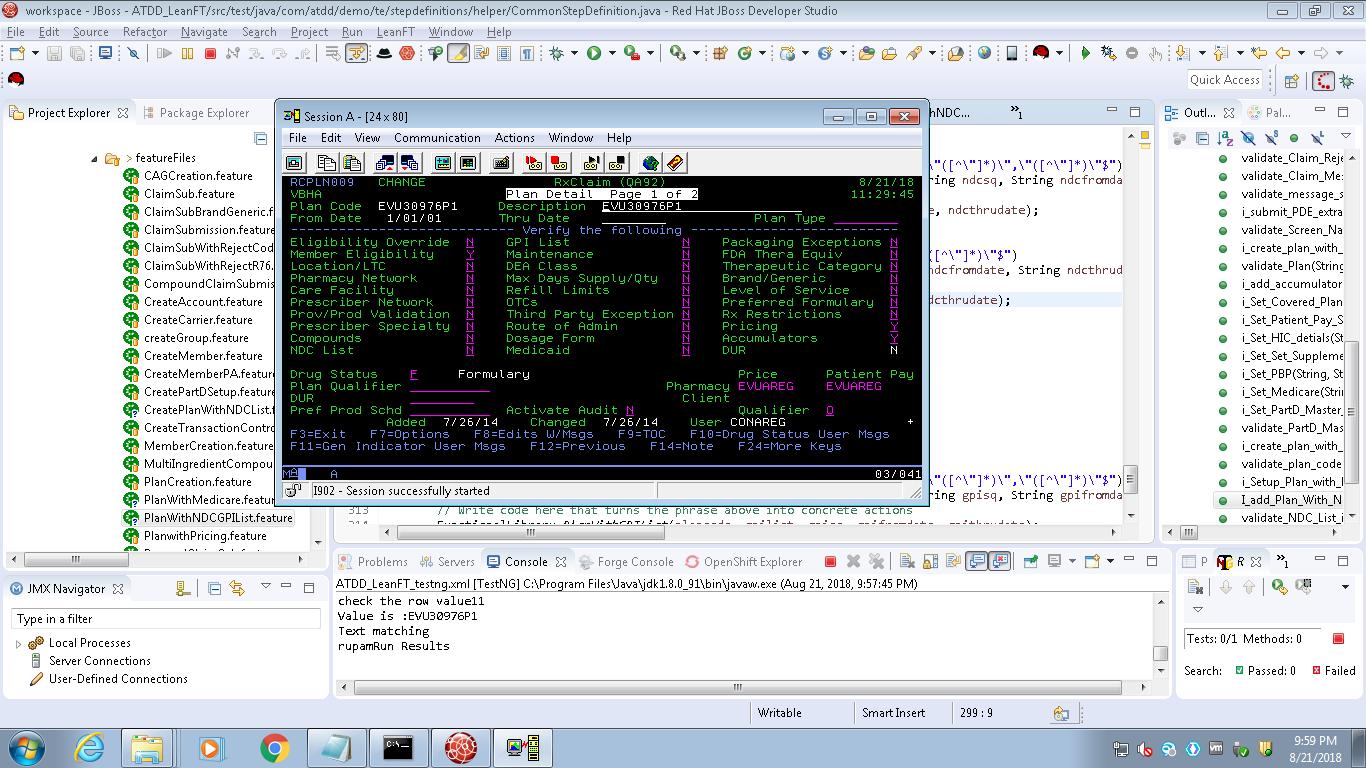 workspace - JBoss - ATDD_LeanFT/src/test/java/com/atdd/demo/te/stepdefinitions/helper/CommonStepDefinition.java - Red Hat JBoss Developer Studio
File Edit Source Refactor Navigate Search Project Run LeanFT Window Help
Quick Access
Project Explorer
Package Explorer
featureFiles
CAGCreation.feature
ClaimSub.feature
ClaimSubBrandGeneric.f
ClaimSubmission.feature
ClaimSubWithRejectCod
ClaimSubWithRejectR76.
CompoundClaimSubmis
CreateAccount.feature
CreateCarrier.feature
createGroup.feature
CreateMember.feature
CreateMemberPA.feature
CreatePartDSetup.feature
CreatePlanWithNDCList.f
CreateTransactionContro
MemberCreation.feature
MultiIngredientCompou
PlanCreation.feature
PlanWithMedicare.feature
PlanWithNDCGPIList.feature
PlanwithPricing.feature
Session A - [24 x 80]
File Edit View Communication Actions Window Help
RCPLN009 CHANGE RxClaim (QA92) 8/21/18
VBHA Plan Detail Page 1 of 2 11:29:45
Plan Code EVU30976P1 Description EVU30976P1
From Date 1/01/01 Thru Date Plan Type
Verify the following
Eligibility Override N GPI List N Packaging Exceptions N
Member Eligibility Y Maintenance N FDA Thera Equiv N
Location/LTC N DEA Class N Therapeutic Category N
Pharmacy Network N Max Days Supply/Qty N Brand/Generic N
Care Facility N Refill Limits N Level of Service N
Prescriber Network N OTCs N Preferred Formulary N
Prov/Prod Validation N Third Party Exception N Rx Restrictions N
Prescriber Specialty N Route of Admin N Pricing Y
Compounds N Dosage Form N Accumulators Y
NDC List N Medicaid N DUR N
Drug Status F Formulary Price Patient Pay
Plan Qualifier Pharmacy EVUAREG EVUAREG
DUR Client
Pref Prod Schd Activate Audit N Qualifier O
Added 7/26/14 Changed 7/26/14 User CONAREG +
F3=Exit F7=Options F8=Edits W/Msgs F9=TOC F10=Drug Status User Msgs
F11=Gen Indicator User Msgs F12=Previous F14=Note F24=More Keys
MA A 03/041
I902 - Session successfully started
thNDC...
"([^\"]*)\",\"([^\"]*)\"$")
String ndcsq, String ndcfromda
e, ndcthrudate);
\"([^\"]*)\"$")
ndcfromdate, String ndcthrud
dcthrudate);
"([^\"]*)\",\"([^\"]*)\"$")
ring gpisq, String gpifromdat
313 // Write code here that turns the phrase above into concrete actions
Outl...
Pal...
validate_Claim_Reje
validate_Claim_Me
validate_message_s
i_submit_PDE_extra
validate_Screen_Na
i_create_plan_with_
validate_Plan(String
i_add_accumulator
i_Set_Covered_Plan
i_Set_Patient_Pay_S
i_Set_HIC_detials(St
i_Set_Set_Suppleme
i_Set_PBP(String, St
i_Set_Medicare(Strin
i_Set_PartD_Master_
validate_PartD_Mas
i_create_plan_with_
validate_plan_code
i_Setup_Plan_with_I
I_add_Plan_With_N
validate_NDC_List_i
JMX Navigator
Type in a filter
Local Processes
Server Connections
User-Defined Connections
Problems Servers Console Forge Console OpenShift Explorer
ATDD_LeanFT_testng.xml [TestNG] C:\Program Files\Java\jdk1.8.0_91\bin\javaw.exe (Aug 21, 2018, 9:57:45 PM)
check the row value11
Value is :EVU30976P1
Text matching
rupamRun Results
P R
Tests: 0/1 Methods: 0
Search: Passed: 0 Failed
Writable Smart Insert 299 : 9
9:59 PM
8/21/2018